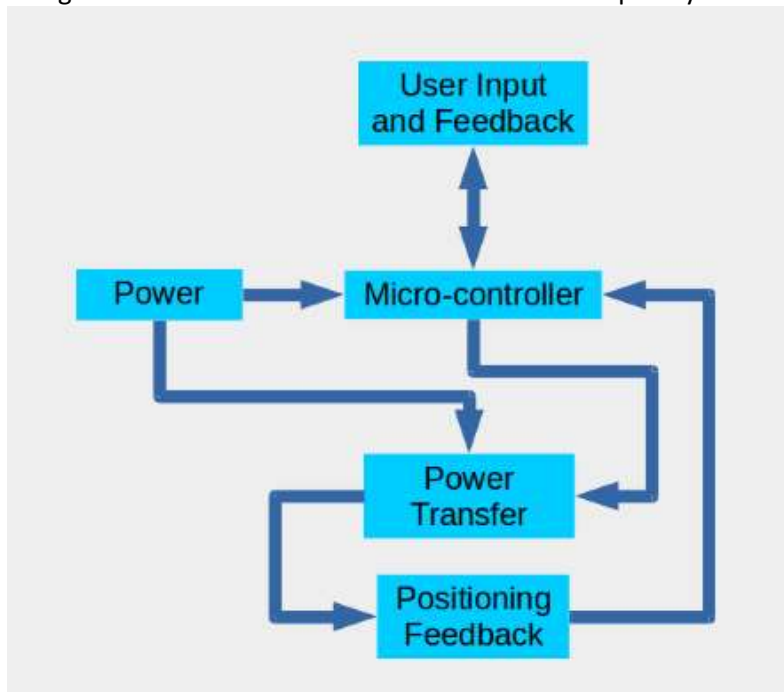 User Input
and Feedback
Power
Micro-controller
Power
Transfer
Positioning
Feedback